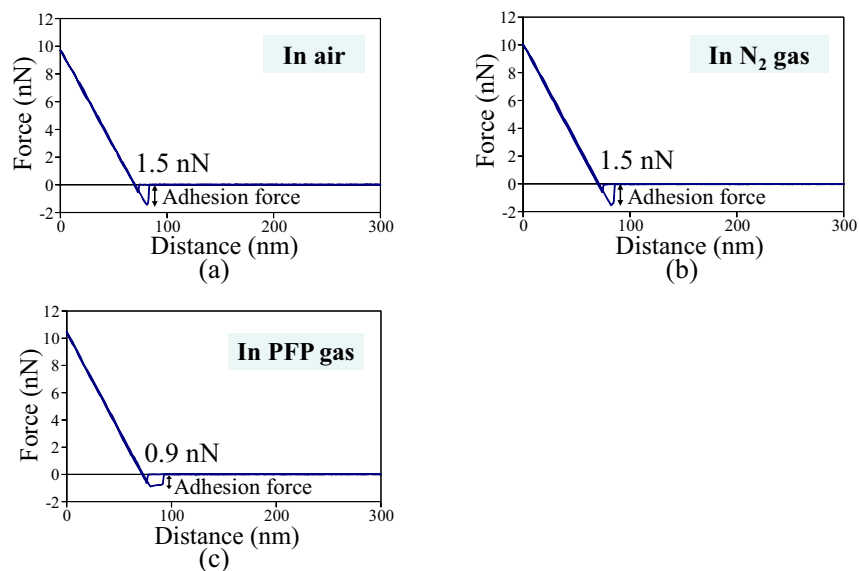 12
10
8
6
4
2
0
-2
Force (nN)
In air
1.5 nN
Adhesion force
0
100
200
300
Distance (nm)
(a)
12
10
8
6
4
2
0
-2
Force (nN)
In N₂ gas
1.5 nN
Adhesion force
0
100
200
300
Distance (nm)
(b)
12
10
8
6
4
2
0
-2
Force (nN)
In PFP gas
0.9 nN
Adhesion force
0
100
200
300
Distance (nm)
(c)